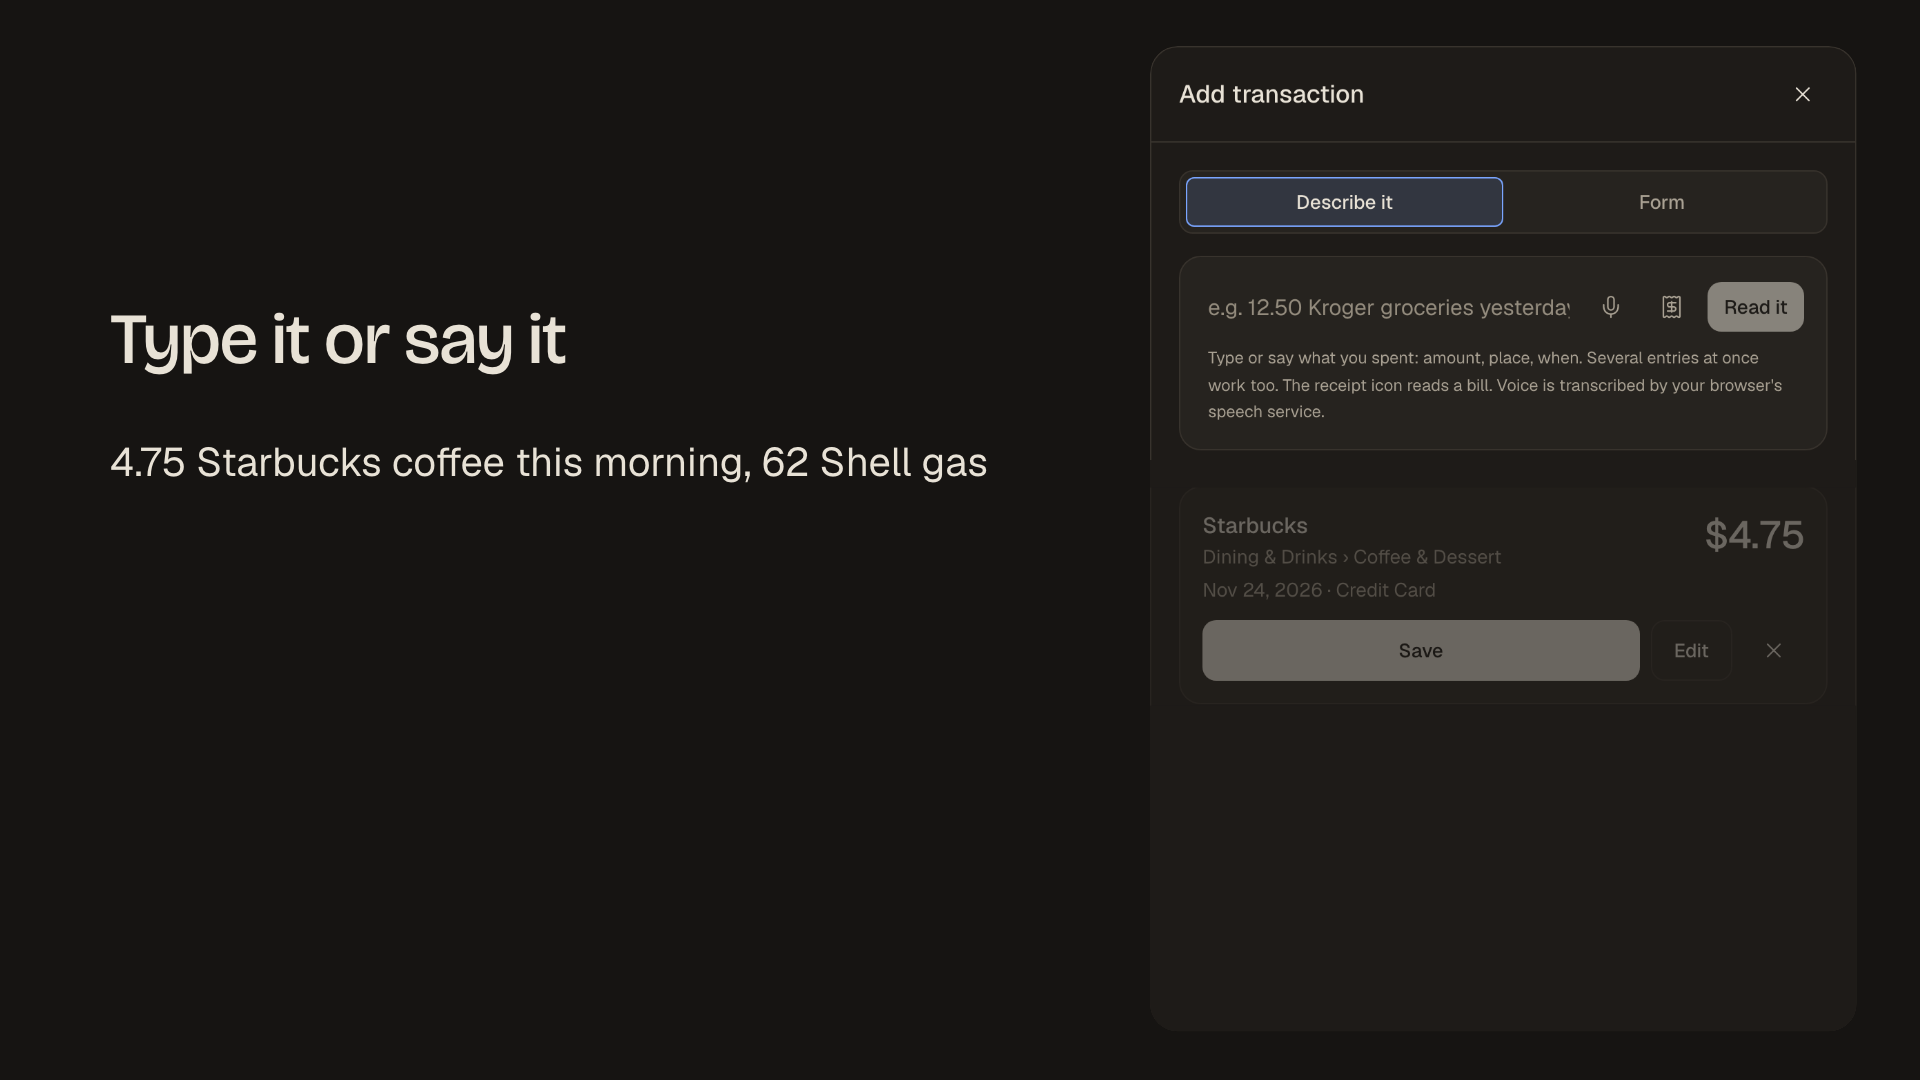 Type it or say it
4.75 Starbucks coffee this morning, 62 Shell gas
Add transaction
Describe it
Form
e.g. 12.50 Kroger groceries yesterday
Read it
Type or say what you spent: amount, place, when. Several entries at once
work too. The receipt icon reads a bill. Voice is transcribed by your browser's
speech service.
Starbucks
$4.75
Dining & Drinks › Coffee & Dessert
Nov 24, 2026 · Credit Card
Save
Edit